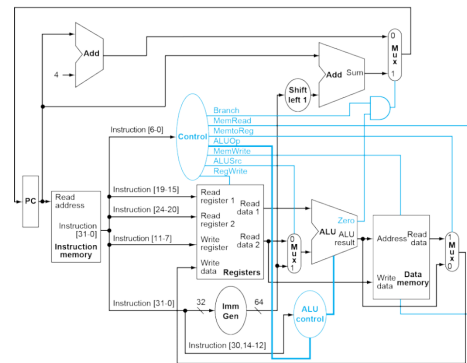 Add
4
Add Sum
0
M
u
x
1
Shift
left 1
Branch
MemRead
MemtoReg
ALUOp
MemWrite
ALUSrc
RegWrite
Control
Instruction [6-0]
PC
Read
address
Instruction
[31-0]
Instruction
memory
Instruction [19-15]
Instruction [24-20]
Instruction [11-7]
Instruction [31-0]
Read
register 1
Read
register 2
Write
register
Write
data
Read
data 1
Read
data 2
Registers
0
M
u
x
1
Zero
ALU
ALU
result
Address
Read
data
Write
data
Data
memory
1
M
u
x
0
32
Imm
Gen
64
ALU
control
Instruction [30,14-12]